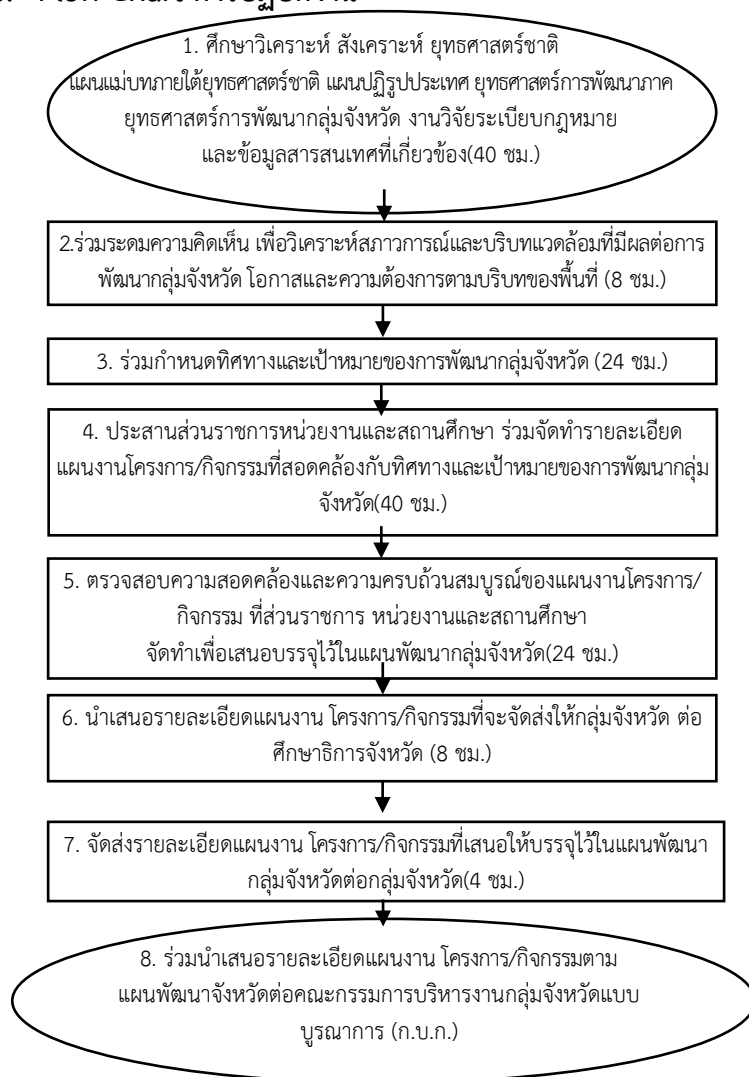 Flow Chart การปฏิบัติงาน
1. ศึกษาวิเคราะห์ สังเคราะห์ ยุทธศาสตร์ชาติ
แผนแม่บทภายใต้ยุทธศาสตร์ชาติ แผนปฏิรูปประเทศ ยุทธศาสตร์การพัฒนาภาค
ยุทธศาสตร์การพัฒนากลุ่มจังหวัด งานวิจัยระเบียบกฎหมาย
และข้อมูลสารสนเทศที่เกี่ยวข้อง(40 ชม.)
2.ร่วมระดมความคิดเห็น เพื่อวิเคราะห์สภาวการณ์และบริบทแวดล้อมที่มีผลต่อการ
พัฒนากลุ่มจังหวัด โอกาสและความต้องการตามบริบทของพื้นที่ (8 ชม.)
3. ร่วมกำหนดทิศทางและเป้าหมายของการพัฒนากลุ่มจังหวัด (24 ชม.)
4. ประสานส่วนราชการหน่วยงานและสถานศึกษา ร่วมจัดทำรายละเอียด
แผนงานโครงการ/กิจกรรมที่สอดคล้องกับทิศทางและเป้าหมายของการพัฒนากลุ่ม
จังหวัด(40 ชม.)
5. ตรวจสอบความสอดคล้องและความครบถ้วนสมบูรณ์ของแผนงานโครงการ/
กิจกรรม ที่ส่วนราชการ หน่วยงานและสถานศึกษา
จัดทำเพื่อเสนอบรรจุไว้ในแผนพัฒนากลุ่มจังหวัด(24 ชม.)
6. นำเสนอรายละเอียดแผนงาน โครงการ/กิจกรรมที่จะจัดส่งให้กลุ่มจังหวัด ต่อ
ศึกษาธิการจังหวัด (8 ชม.)
7. จัดส่งรายละเอียดแผนงาน โครงการ/กิจกรรมที่เสนอให้บรรจุไว้ในแผนพัฒนา
กลุ่มจังหวัดต่อกลุ่มจังหวัด(4 ชม.)
8. ร่วมนำเสนอรายละเอียดแผนงาน โครงการ/กิจกรรมตาม
แผนพัฒนาจังหวัดต่อคณะกรรมการบริหารงานกลุ่มจังหวัดแบบ
บูรณาการ (ก.บ.ก.)